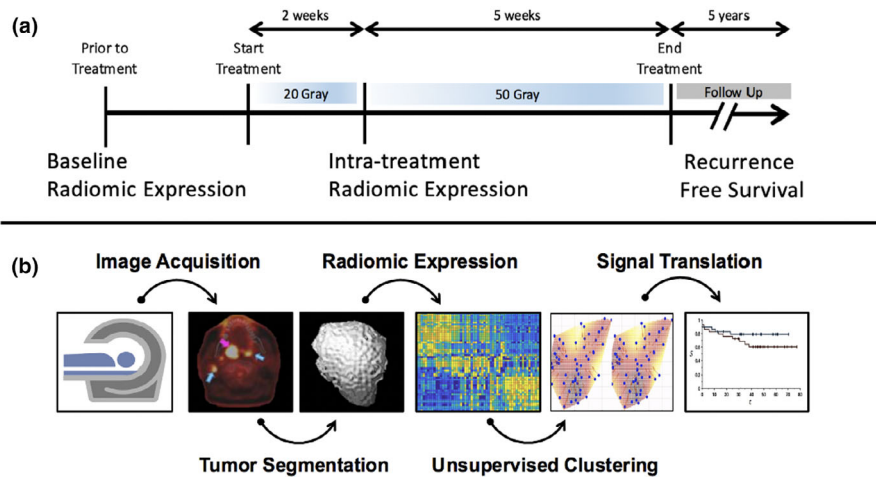 (a)
2 weeks
5 weeks
5 years
Prior to
Treatment
Start
Treatment
End
Treatment
20 Gray
50 Gray
Follow Up
Baseline
Radiomic Expression
Intra-treatment
Radiomic Expression
Recurrence
Free Survival
(b)
Image Acquisition
Radiomic Expression
Signal Translation
Tumor Segmentation
Unsupervised Clustering